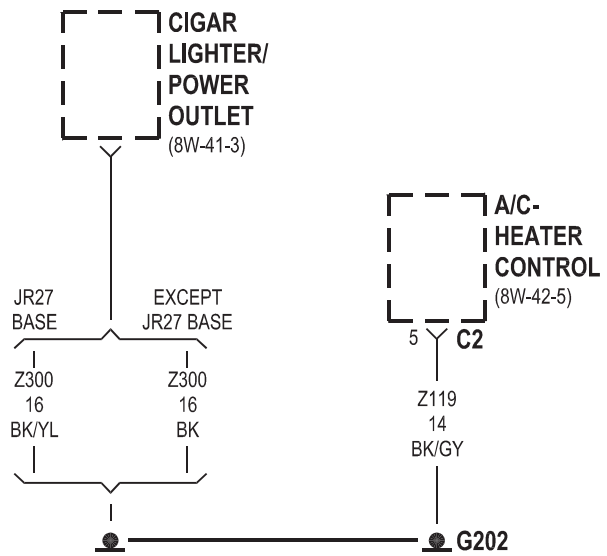 CIGAR
LIGHTER/
POWER
OUTLET
(8W-41-3)
A/C-
HEATER
CONTROL
(8W-42-5)
5 C2
JR27
BASE
EXCEPT
JR27 BASE
Z300
16
BK/YL
Z300
16
BK
Z119
14
BK/GY
G202